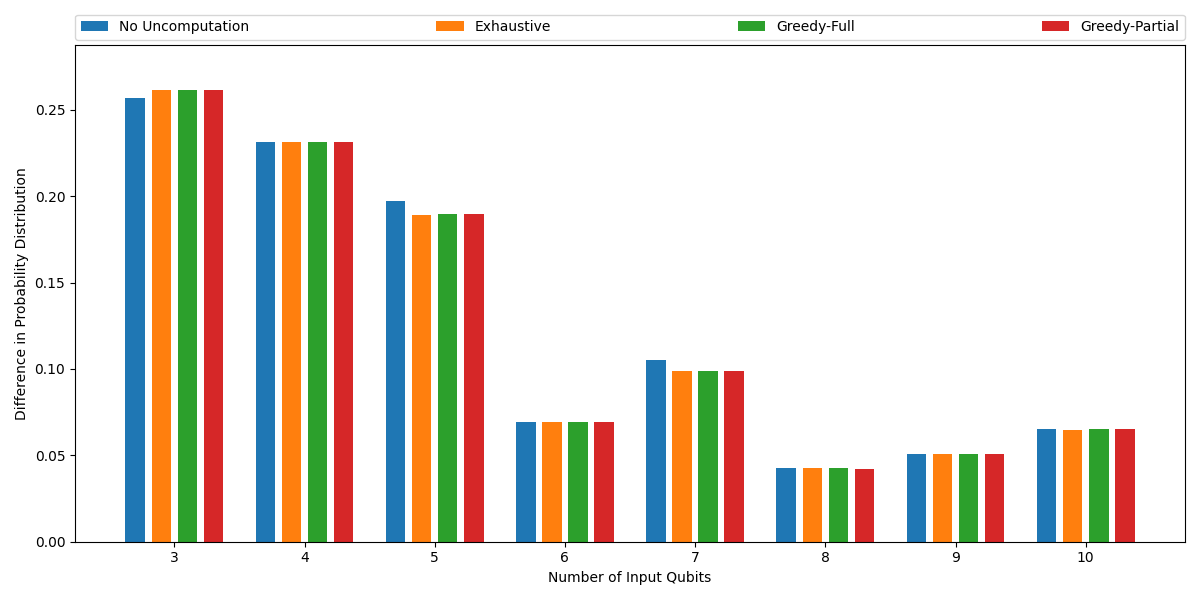 No Uncomputation Exhaustive Greedy-Full Greedy-Partial
Difference in Probability Distribution
0.25
0.20
0.15
0.10
0.05
0.00
3 4 5 6 7 8 9 10
Number of Input Qubits